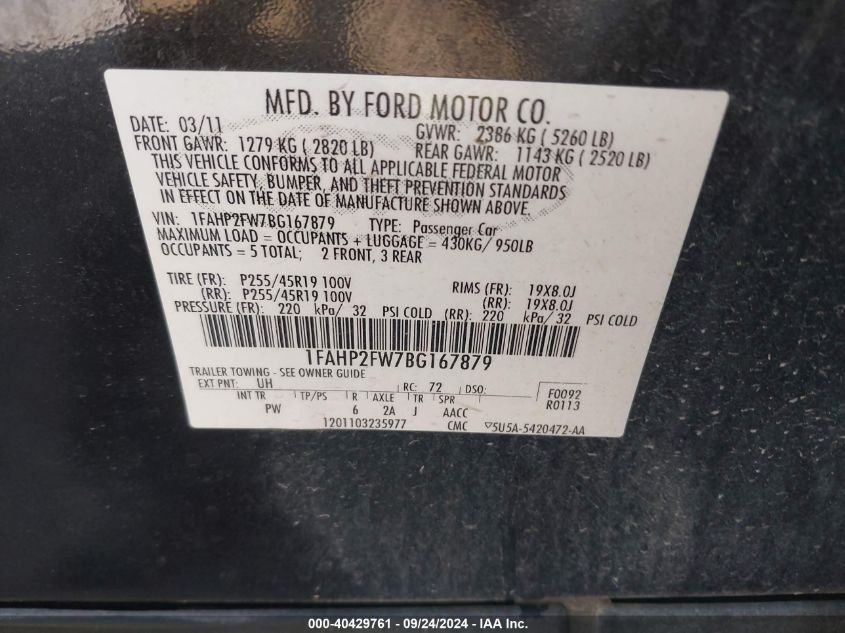 MFD. BY FORD MOTOR CO.
DATE: 03/11 GVWR: 2386 KG ( 5260 LB)
FRONT GAWR: 1279 KG ( 2820 LB) REAR GAWR: 1143 KG ( 2520 LB)
THIS VEHICLE CONFORMS TO ALL APPLICABLE FEDERAL MOTOR
VEHICLE SAFETY, BUMPER, AND THEFT PREVENTION STANDARDS
IN EFFECT ON THE DATE OF MANUFACTURE SHOWN ABOVE.
VIN: 1FAHP2FW7BG167879 TYPE: Passenger Car
MAXIMUM LOAD = OCCUPANTS + LUGGAGE = 430KG/ 950LB
OCCUPANTS = 5 TOTAL; 2 FRONT, 3 REAR
TIRE (FR): P255/45R19 100V RIMS (FR): 19X8.0J
(RR): P255/45R19 100V (RR): 19X8.0J
PRESSURE (FR): 220 kPa/ 32 PSI COLD (RR): 220 kPa/ 32 PSI COLD
1FAHP2FW7BG167879
TRAILER TOWING - SEE OWNER GUIDE
EXT PNT: UH RC: 72 DSO: F0092
INT TR TP/PS R AXLE TR SPR R0113
PW 6 2A J AACC
1201103235977 CMC ▽5U5A-5420472-AA
000-40429761 - 09/24/2024 - IAA Inc.